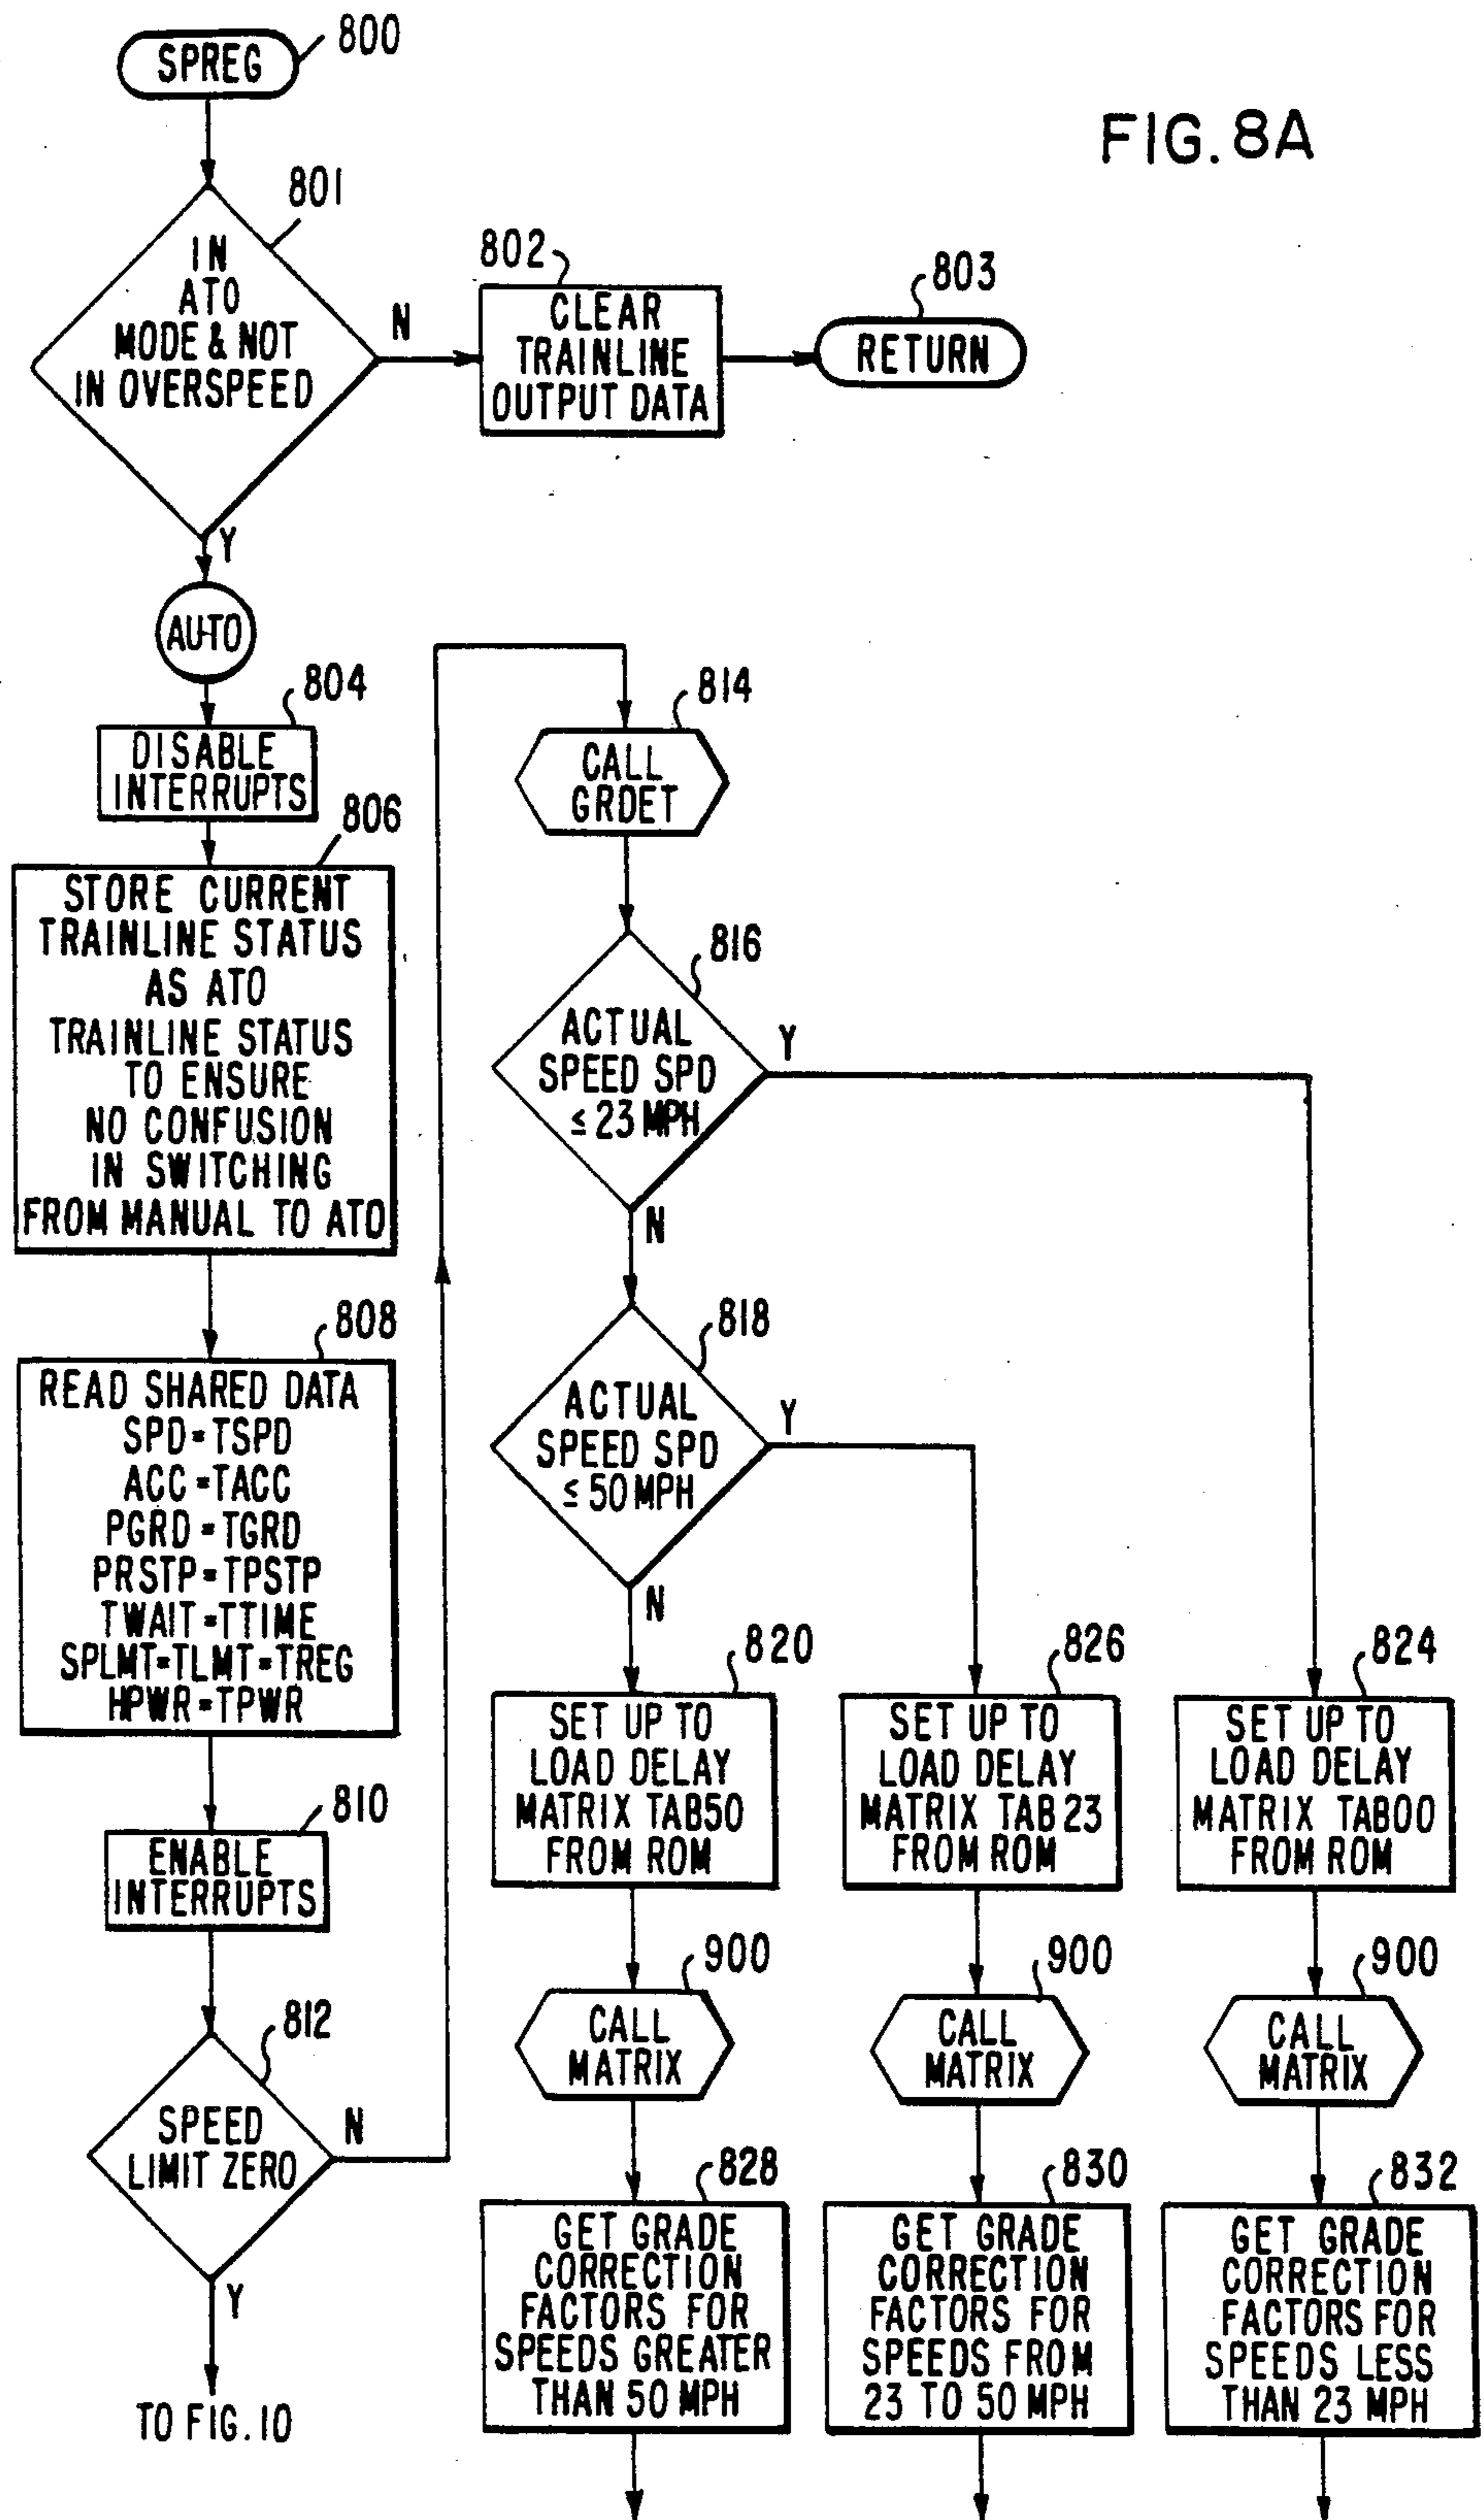 FIG. 8A
SPREG
800
801
IN
ATO
MODE & NOT
IN OVERSPEED
N
Y
802
CLEAR
TRAINLINE
OUTPUT DATA
803
RETURN
AUTO
804
DISABLE
INTERRUPTS
806
STORE CURRENT
TRAINLINE STATUS
AS ATO
TRAINLINE STATUS
TO ENSURE
NO CONFUSION
IN SWITCHING
FROM MANUAL TO ATO
808
READ SHARED DATA
SPD=TSPD
ACC=TACC
PGRD=TGRD
PRSTP=TPSTP
TWAIT=TTIME
SPLMT=TLMT=TREG
HPWR=TPWR
810
ENABLE
INTERRUPTS
812
SPEED
LIMIT ZERO
N
Y
TO FIG. 10
814
CALL
GRDET
816
ACTUAL
SPEED SPD
≤ 23 MPH
Y
N
818
ACTUAL
SPEED SPD
≤ 50 MPH
Y
N
820
SET UP TO
LOAD DELAY
MATRIX TAB50
FROM ROM
900
CALL
MATRIX
828
GET GRADE
CORRECTION
FACTORS FOR
SPEEDS GREATER
THAN 50 MPH
826
SET UP TO
LOAD DELAY
MATRIX TAB 23
FROM ROM
900
CALL
MATRIX
830
GET GRADE
CORRECTION
FACTORS FOR
SPEEDS FROM
23 TO 50 MPH
824
SET UP TO
LOAD DELAY
MATRIX TAB00
FROM ROM
900
CALL
MATRIX
832
GET GRADE
CORRECTION
FACTORS FOR
SPEEDS LESS
THAN 23 MPH